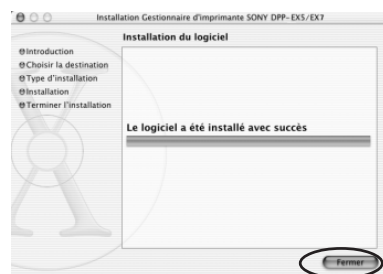 Installation Gestionnaire d'imprimante SONY DPP-EX5/EX7
Installation du logiciel
Introduction
Choisir la destination
Type d'installation
Installation
Terminer l'installation
Le logiciel a été installé avec succès
Fermer